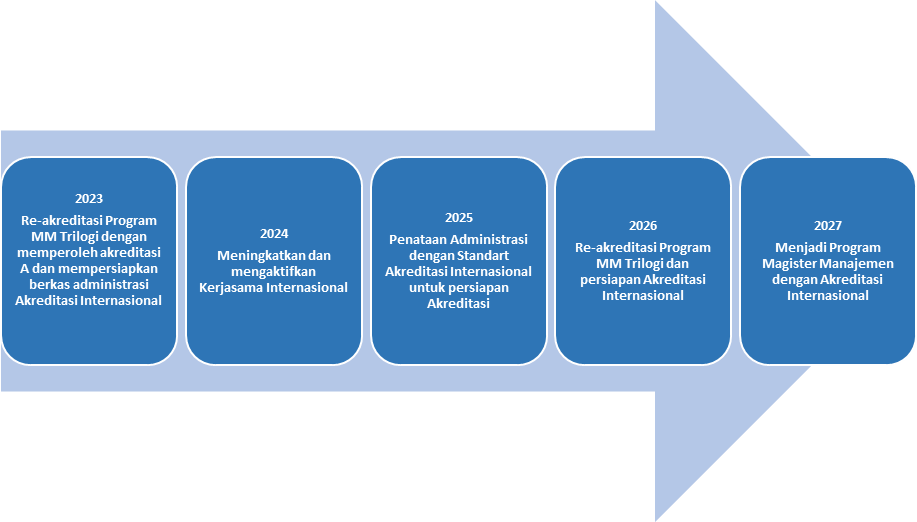 2023
Re-akreditasi Program
MM Trilogi dengan
memperoleh akreditasi
A dan mempersiapkan
berkas administrasi
Akreditasi Internasional
2024
Meningkatkan dan
mengaktifkan
Kerjasama Internasional
2025
Penataan Administrasi
dengan Standart
Akreditasi Internasional
untuk persiapan
Akreditasi
2026
Re-akreditasi Program
MM Trilogi dan
persiapan Akreditasi
Internasional
2027
Menjadi Program
Magister Manajemen
dengan Akreditasi
Internasional